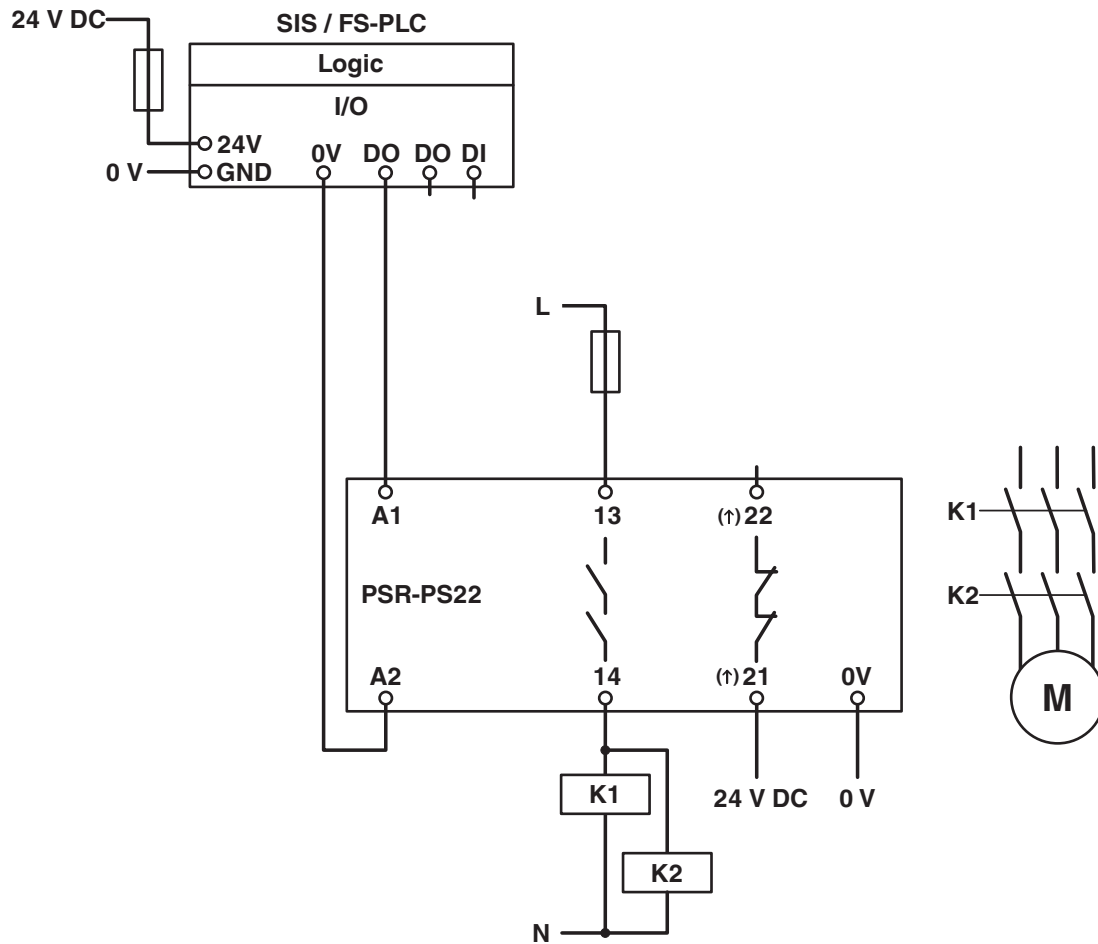 24 V DC
SIS / FS-PLC
Logic
I/O
24V
0V DO DO DI
0 V
GND
L
A1
13
(↑) 22
K1
PSR-PS22
K2
A2
14
(↑) 21
0V
M
K1
24 V DC
0 V
K2
N